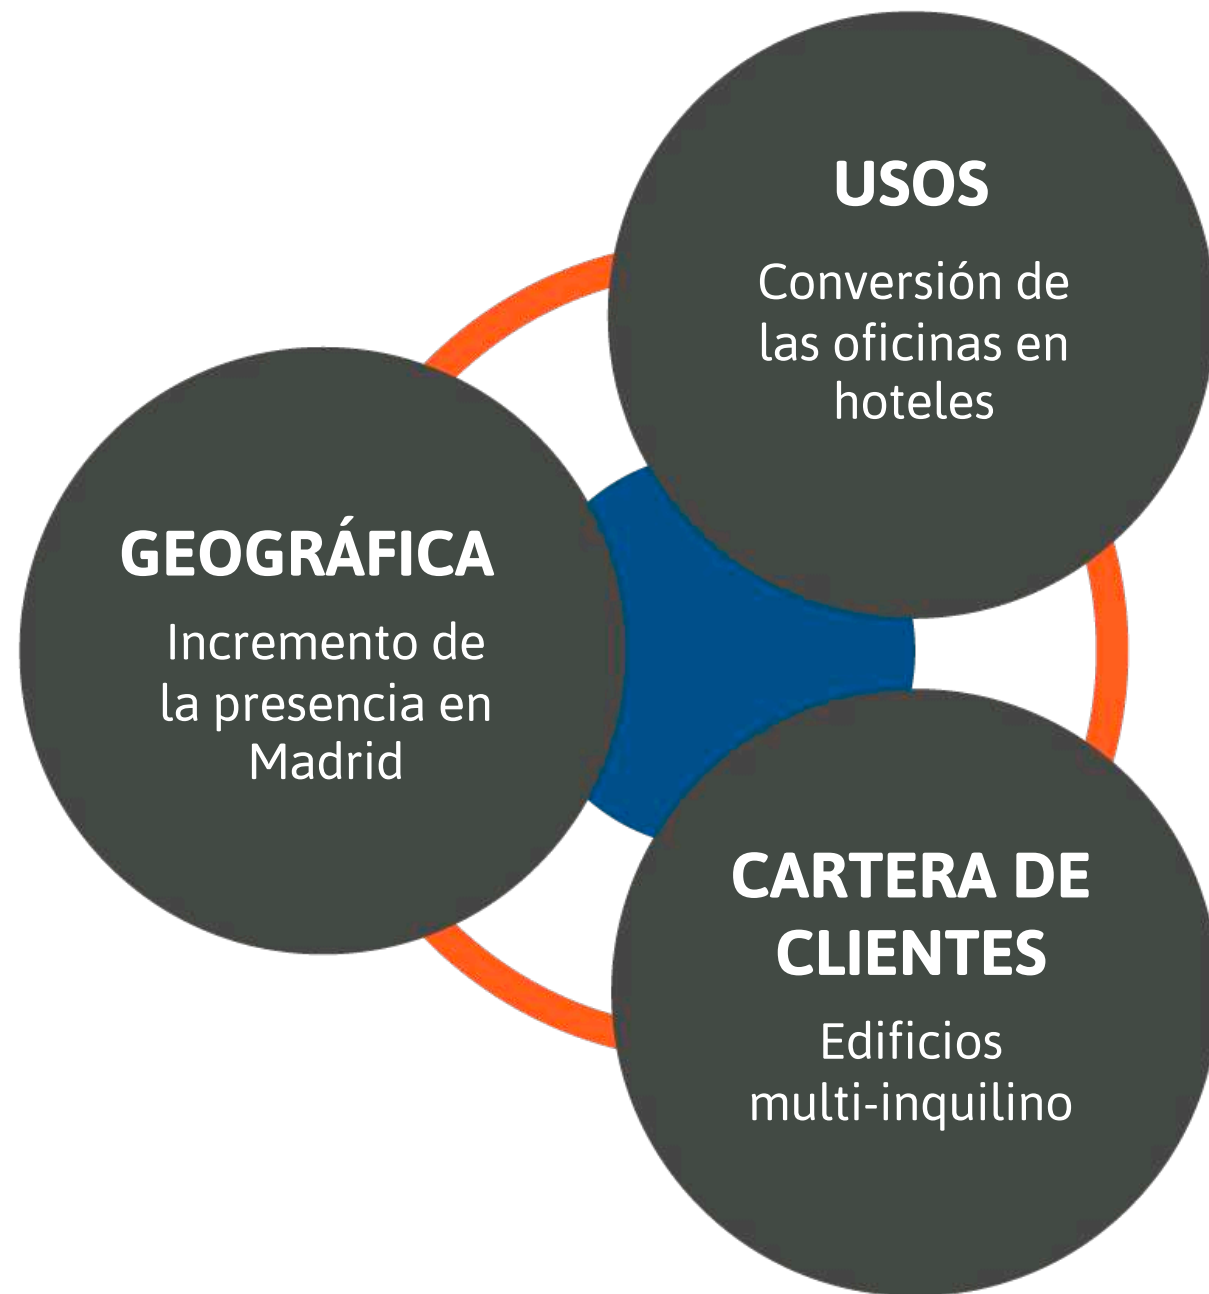 USOS
Conversión de
las oficinas en
hoteles
GEOGRÁFICA
Incremento de
la presencia en
Madrid
CARTERA DE
CLIENTES
Edificios
multi-inquilino